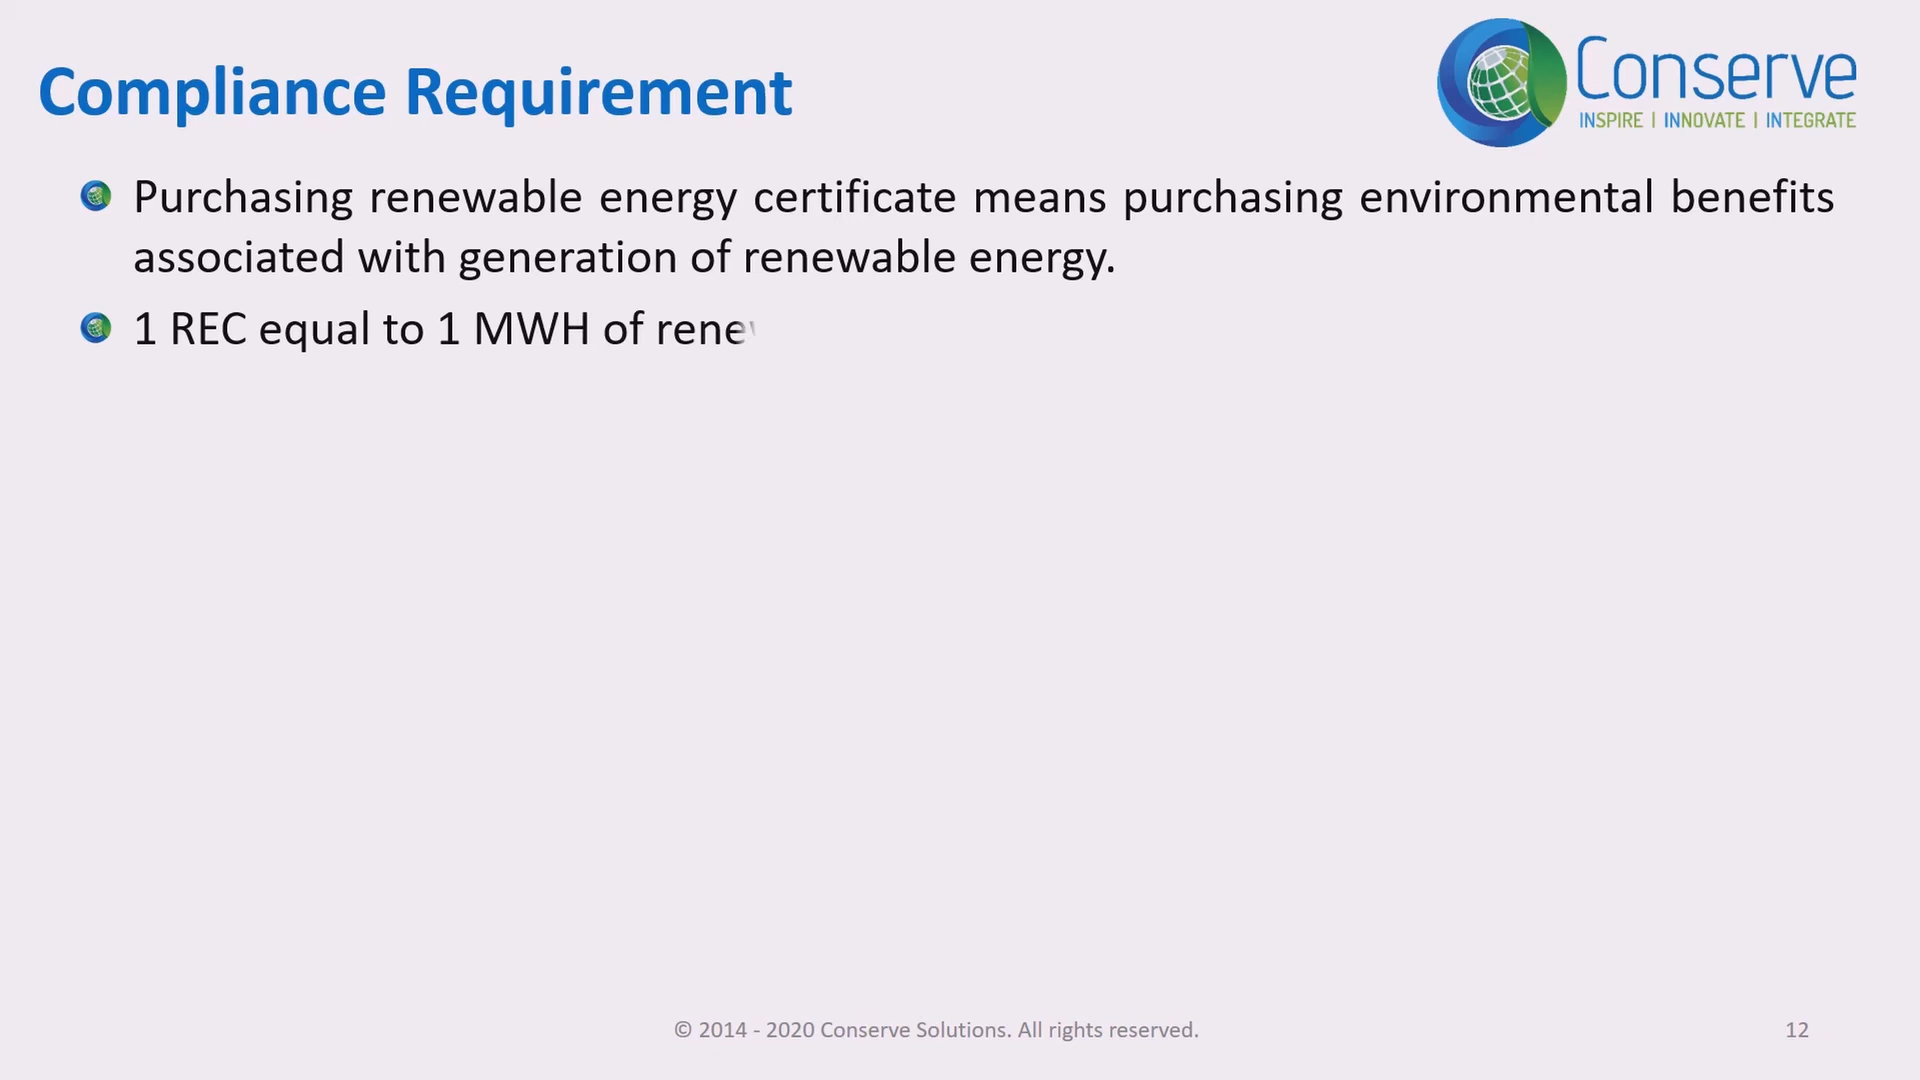 Compliance Requirement
Conserve
INSPIRE | INNOVATE | INTEGRATE
Purchasing renewable energy certificate means purchasing environmental benefits
associated with generation of renewable energy.
1 REC equal to 1 MWH of rene
© 2014 - 2020 Conserve Solutions. All rights reserved.
12